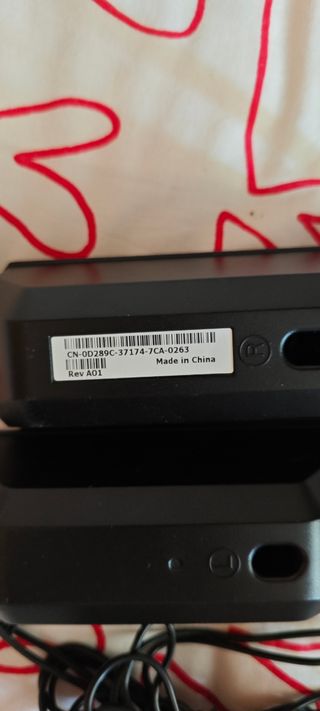 CN-0D289C-37174-7CA-0263
Made in China
Rev A01
R
L